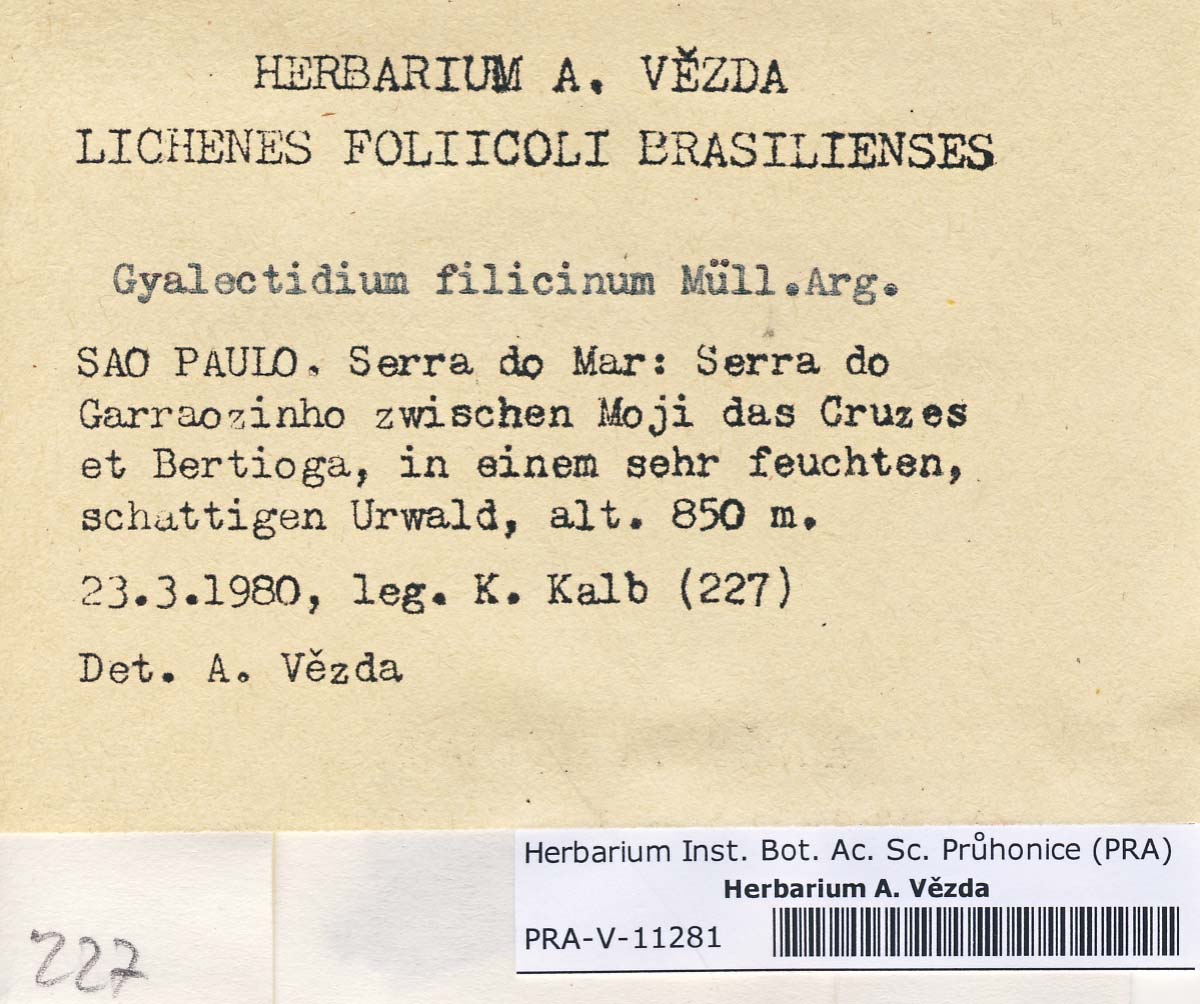 HERBARIUM A. VĚZDA
LICHENES FOLIICOLI BRASILIENSES
Gyalectidium filicinum Müll.Arg.
SAO PAULO. Serra do Mar: Serra do
Garraozinho zwischen Moji das Cruzes
et Bertioga, in einem sehr feuchten,
schattigen Urwald, alt. 850 m.
23.3.1980, leg. K. Kalb (227)
Det. A. Vězda
Herbarium Inst. Bot. Ac. Sc. Průhonice (PRA)
Herbarium A. Vězda
PRA-V-11281
227